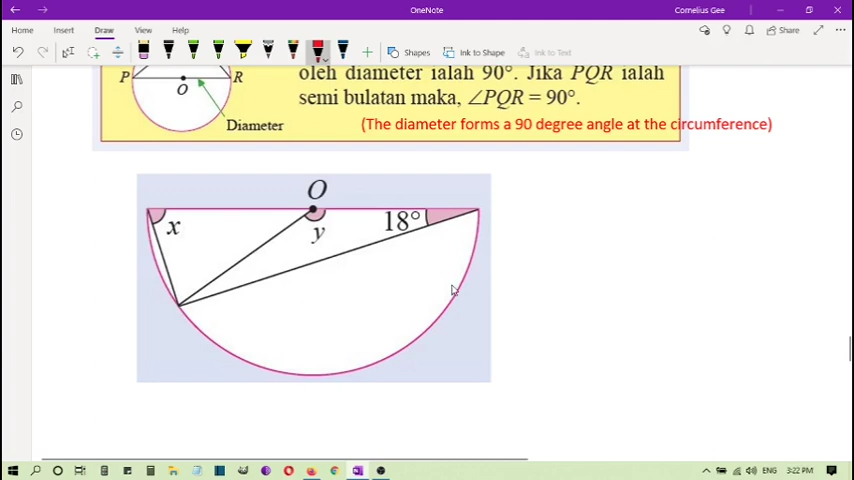 OneNote
Cornelius Gee
File Home Insert Draw View Help
Share
Shapes
Ink to Shape
Ink to Text
P
R
O
Diameter
oleh diameter ialah 90°. Jika PQR ialah
semi bulatan maka, ∠PQR = 90°.
(The diameter forms a 90 degree angle at the circumference)
O
x
y
18°
ENG
3:22 PM